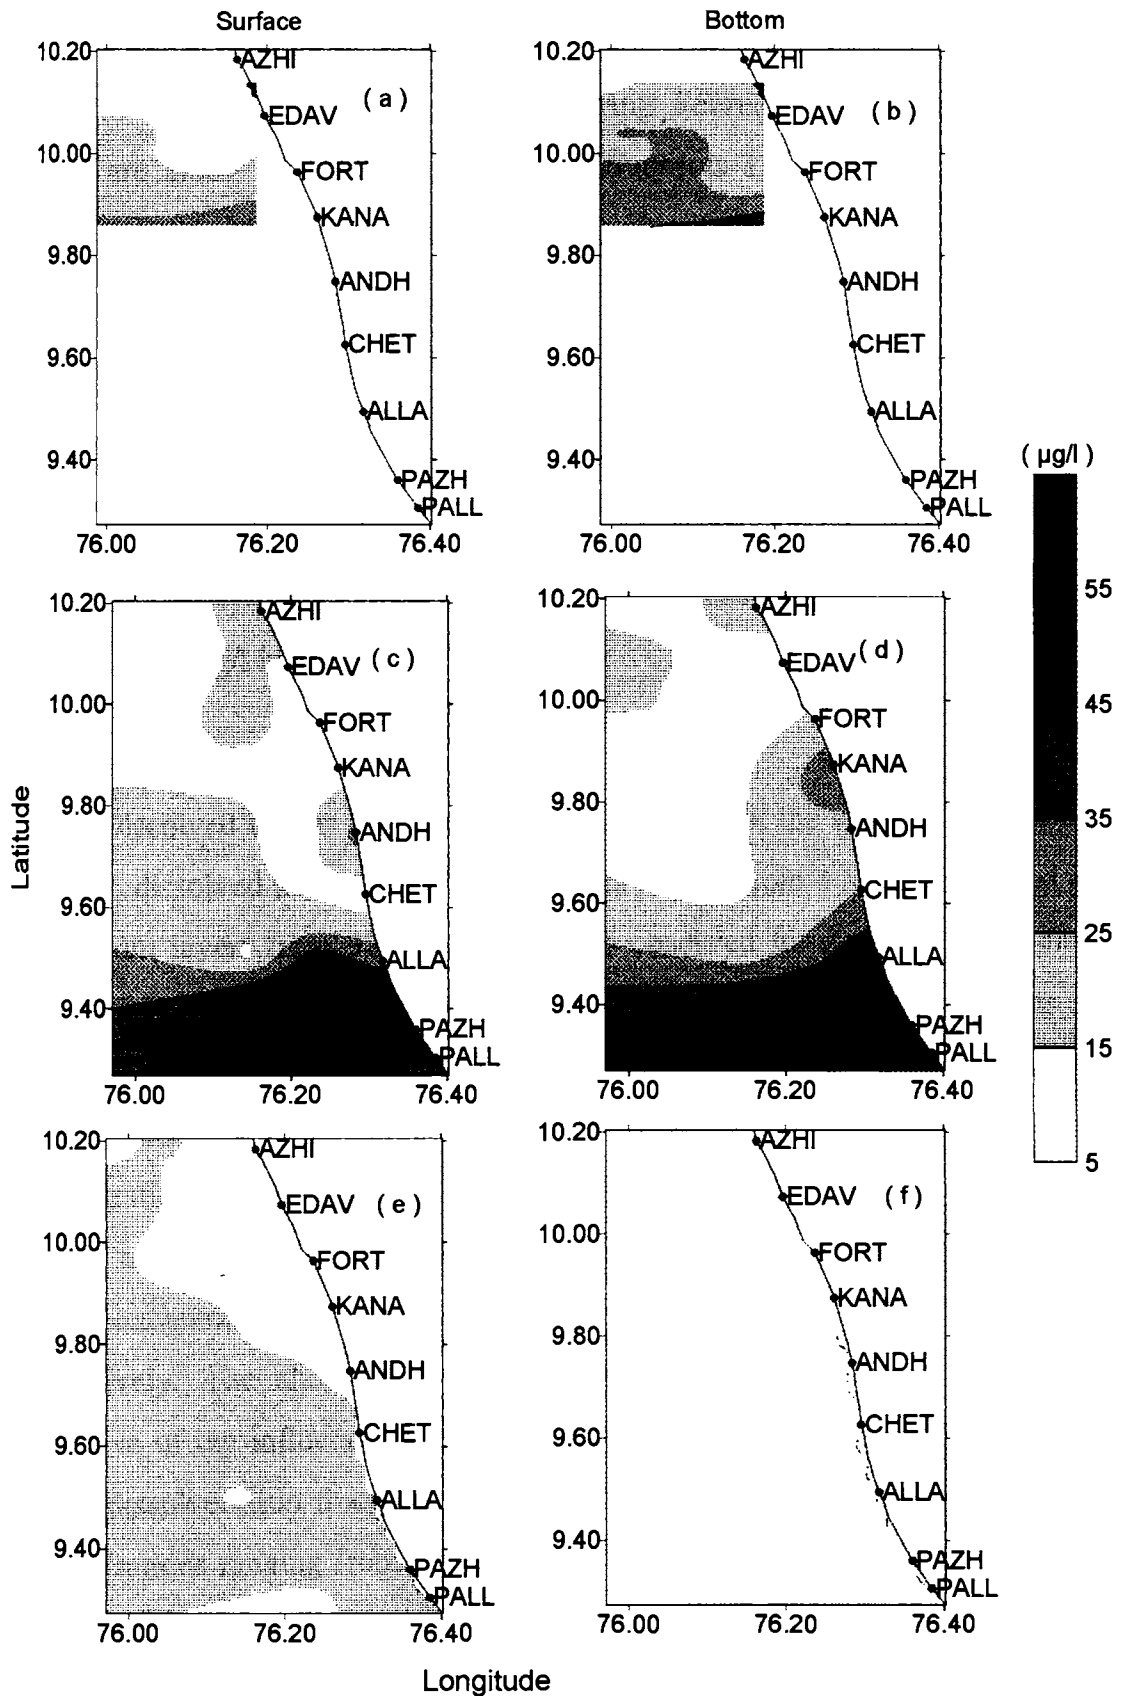 Surface
Bottom
10.20
10.00
9.80
9.60
9.40
76.00
76.20
76.40
AZHI
( a )
EDAV
FORT
KANA
ANDH
CHET
ALLA
PAZH
PALL
10.20
10.00
9.80
9.60
9.40
76.00
76.20
76.40
AZHI
( b )
EDAV
FORT
KANA
ANDH
CHET
ALLA
PAZH
PALL
( µg/l )
55
45
35
25
15
5
Latitude
10.20
10.00
9.80
9.60
9.40
76.00
76.20
76.40
AZHI
EDAV ( c )
FORT
KANA
ANDH
CHET
ALLA
PAZH
PALL
10.20
10.00
9.80
9.60
9.40
76.00
76.20
76.40
AZHI
EDAV ( d )
FORT
KANA
ANDH
CHET
ALLA
PAZH
PALL
10.20
10.00
9.80
9.60
9.40
76.00
76.20
76.40
AZHI
EDAV ( e )
FORT
KANA
ANDH
CHET
ALLA
PAZH
PALL
10.20
10.00
9.80
9.60
9.40
76.00
76.20
76.40
AZHI
EDAV ( f )
FORT
KANA
ANDH
CHET
ALLA
PAZH
PALL
Longitude